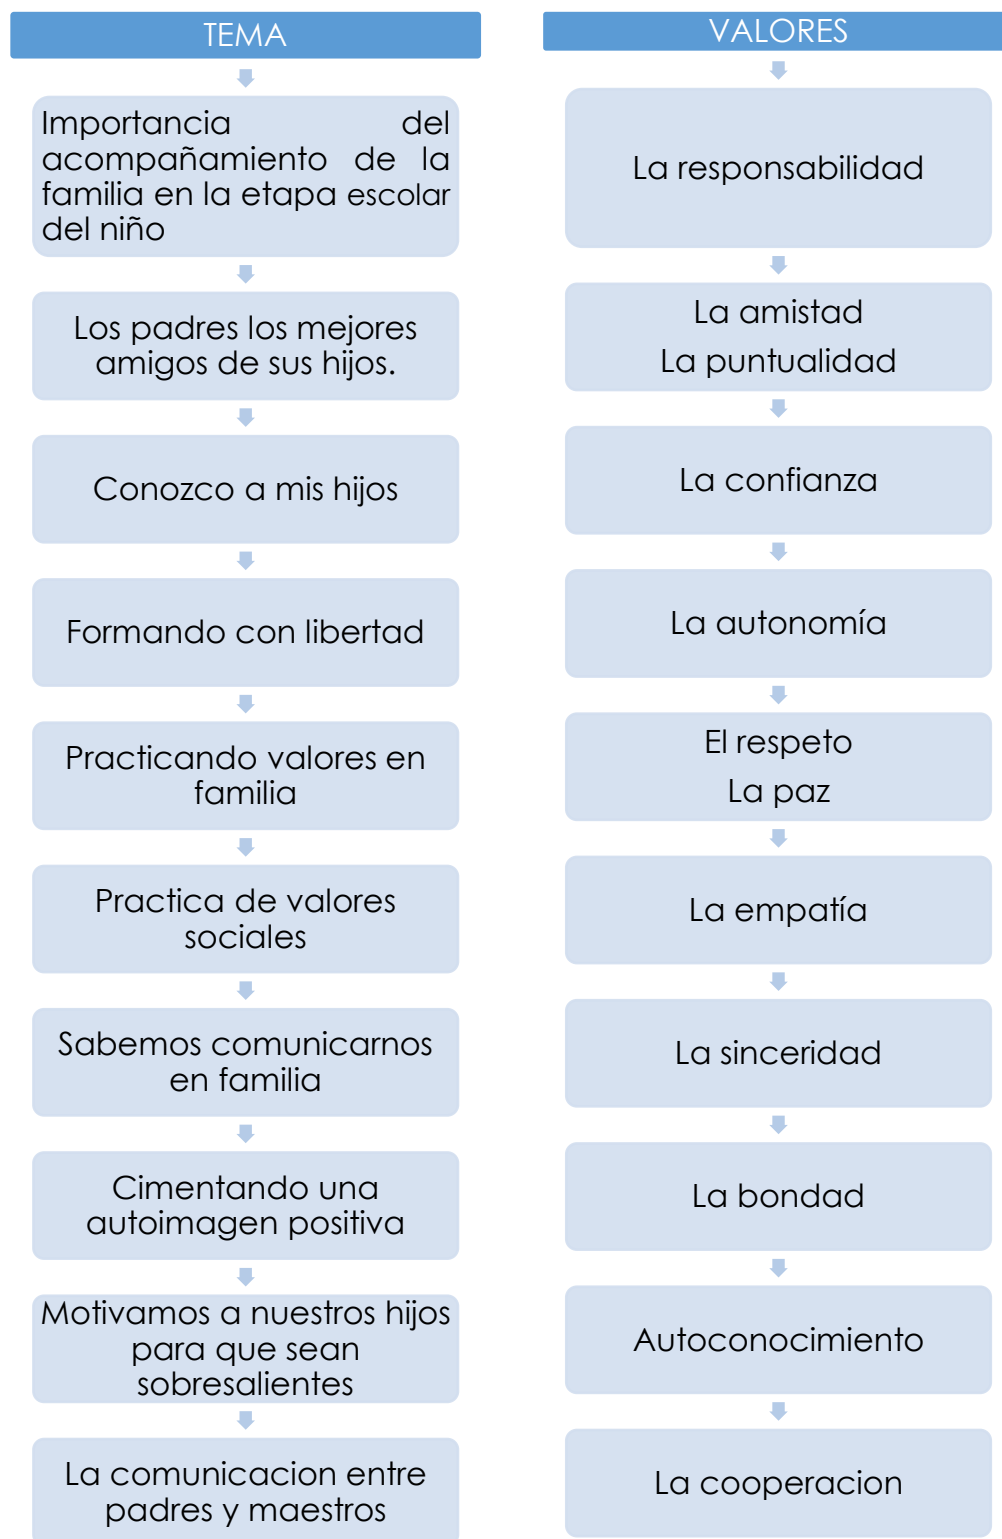 TEMA
Importancia del
acompañamiento de la
familia en la etapa escolar
del niño
Los padres los mejores
amigos de sus hijos.
Conozco a mis hijos
Formando con libertad
Practicando valores en
familia
Practica de valores
sociales
Sabemos comunicarnos
en familia
Cimentando una
autoimagen positiva
Motivamos a nuestros hijos
para que sean
sobresalientes
La comunicacion entre
padres y maestros
VALORES
La responsabilidad
La amistad
La puntualidad
La confianza
La autonomía
El respeto
La paz
La empatía
La sinceridad
La bondad
Autoconocimiento
La cooperacion